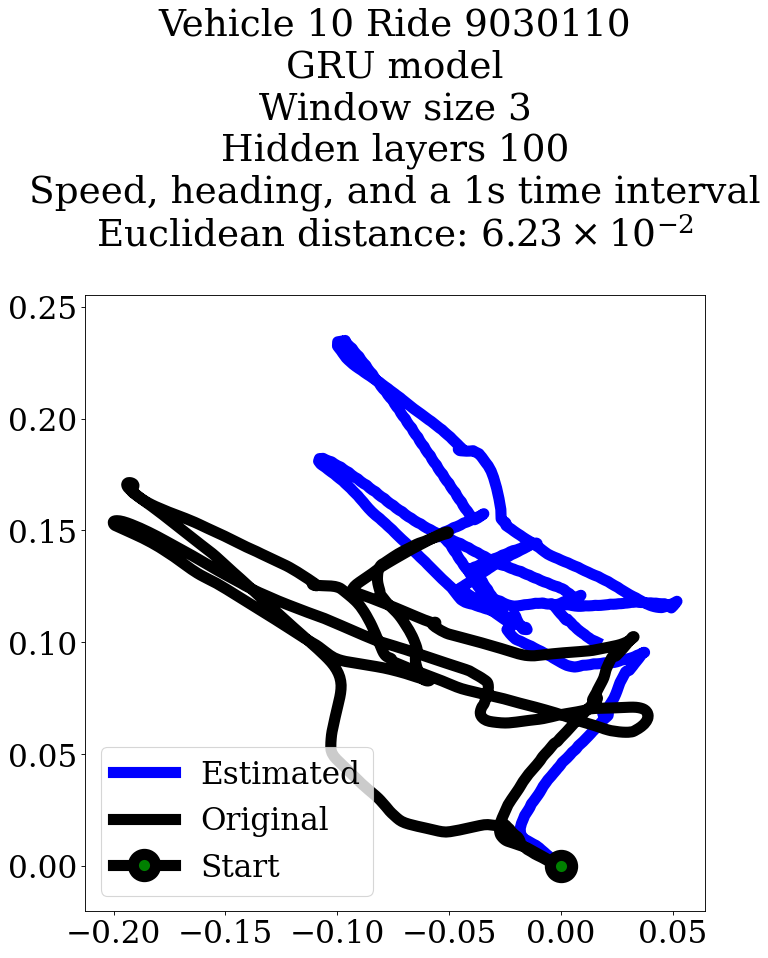 Vehicle 10 Ride 9030110
GRU model
Window size 3
Hidden layers 100
Speed, heading, and a 1s time interval
Euclidean distance: 6.23 × 10⁻²
0.25
0.20
0.15
0.10
0.05
0.00
Estimated
Original
Start
−0.20 −0.15 −0.10 −0.05 0.00 0.05